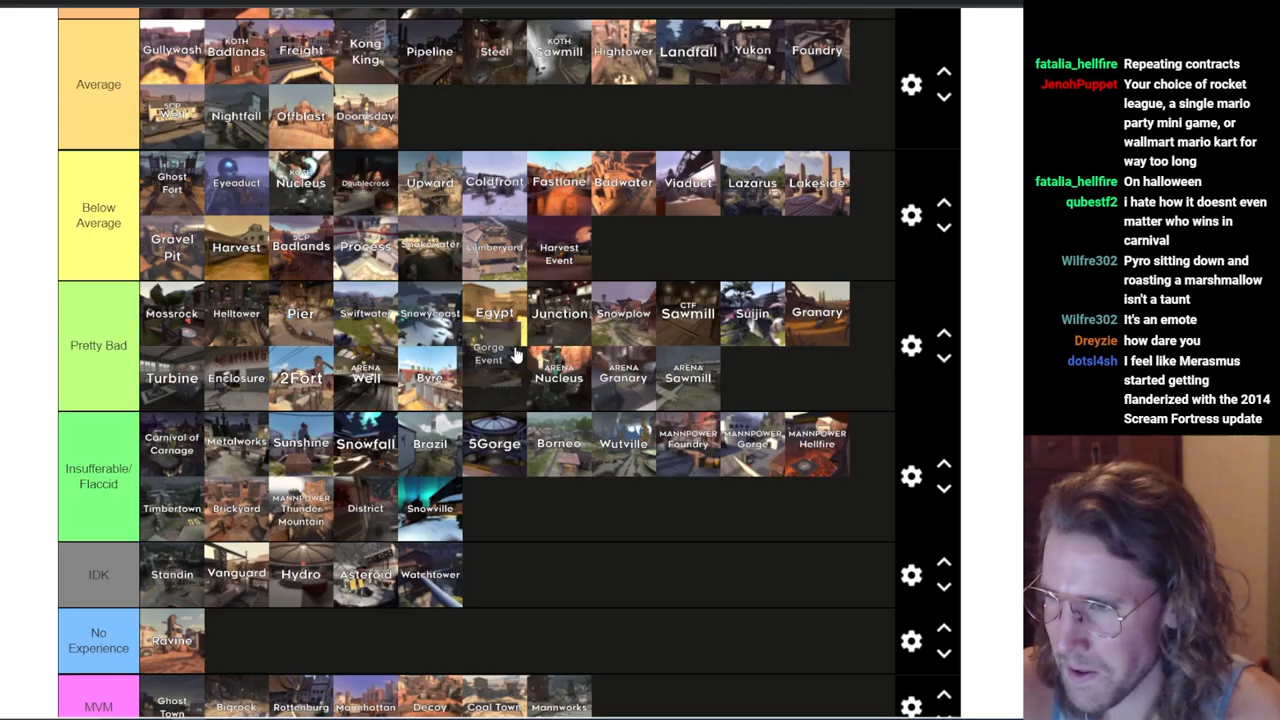 Average
Gullywash
KOTH
Badlands
Freight
Kong
King
Pipeline
Steel
KOTH
Sawmill
Hightower
Landfall
Yukon
Foundry
5CP
Well
Nightfall
Offblast
Doomsday
Below
Average
Ghost
Fort
Eyeaduct
KOTH
Nucleus
Doublecross
Upward
Coldfront
Fastlane
Badwater
Viaduct
Lazarus
Lakeside
Gravel
Pit
Harvest
5CP
Badlands
Process
Snakewater
Lumberyard
Harvest
Event
Pretty Bad
Mossrock
Helltower
Pier
Swiftwater
Snowycoast
Egypt
Junction
Snowplow
CTF
Sawmill
Suijin
Granary
Turbine
Enclosure
2Fort
ARENA
Well
Byre
Gorge
Event
ARENA
Nucleus
ARENA
Granary
ARENA
Sawmill
Insufferable/
Flaccid
Carnival of
Carnage
Metalworks
Sunshine
Snowfall
Brazil
5Gorge
Borneo
Wutville
MANNPOWER
Foundry
MANNPOWER
Gorge
MANNPOWER
Hellfire
Timbertown
Brickyard
MANNPOWER
Thunder
Mountain
District
Snowville
IDK
Standin
Vanguard
Hydro
Asteroid
Watchtower
No
Experience
Ravine
MVM
Ghost
Town
Bigrock
Rottenburg
Mannhattan
Decoy
Coal Town
Mannworks
fatalia_hellfire Repeating contracts
JenohPuppet Your choice of rocket
league, a single mario
party mini game, or
wallmart mario kart for
way too long
fatalia_hellfire On halloween
qubestf2 i hate how it doesnt even
matter who wins in
carnival
Wilfre302 Pyro sitting down and
roasting a marshmallow
isn't a taunt
Wilfre302 It's an emote
Dreyzie how dare you
dotsl4sh I feel like Merasmus
started getting
flanderized with the 2014
Scream Fortress update